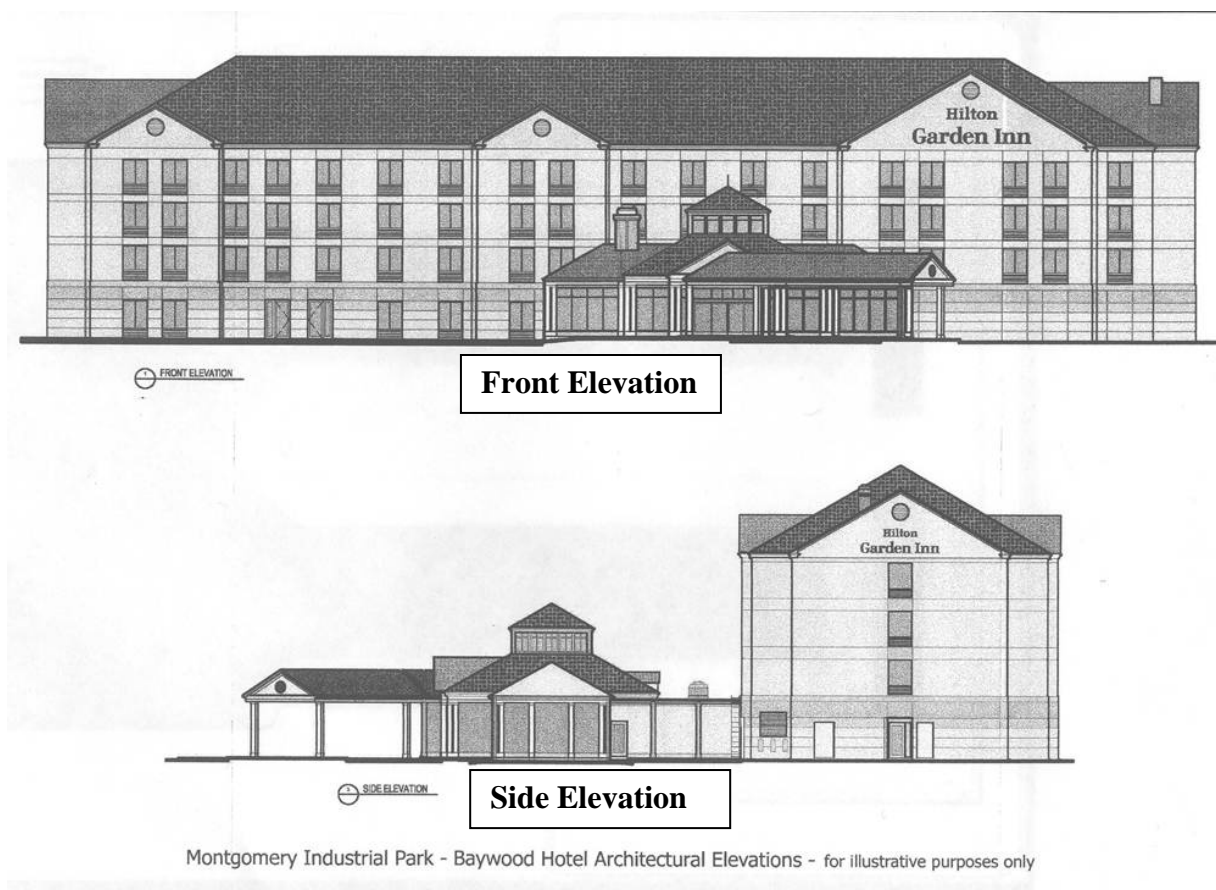 Hilton
Garden Inn
FRONT ELEVATION
Front Elevation
Hilton
Garden Inn
SIDE ELEVATION
Side Elevation
Montgomery Industrial Park - Baywood Hotel Architectural Elevations - for illustrative purposes only